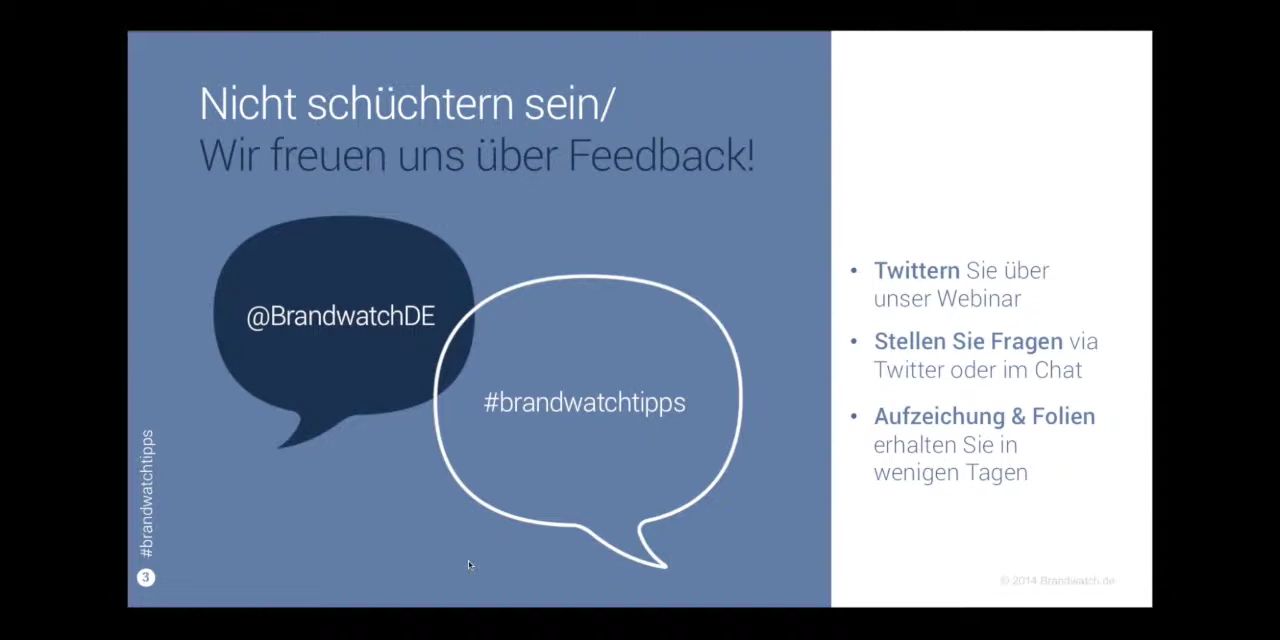 Nicht schüchtern sein/
Wir freuen uns über Feedback!
@BrandwatchDE
#brandwatchtipps
• Twittern Sie über
unser Webinar
• Stellen Sie Fragen via
Twitter oder im Chat
• Aufzeichung & Folien
erhalten Sie in
wenigen Tagen
#brandwatchtipps
3
© 2014 Brandwatch.de